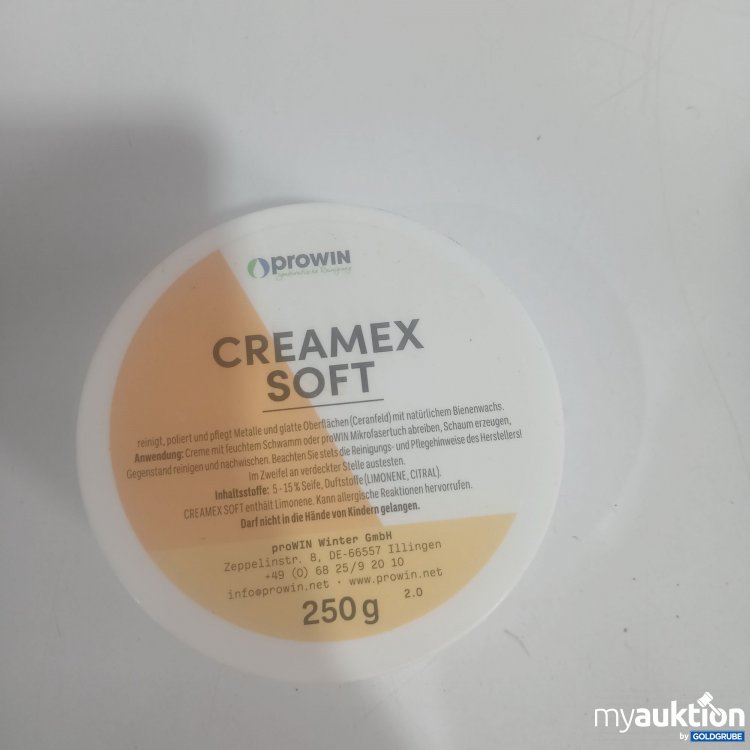 proWIN
symbiontische Reinigung
CREAMEX
SOFT
reinigt, poliert und pflegt Metalle und glatte Oberflächen (Ceranfeld) mit natürlichem Bienenwachs.
Anwendung: Creme mit feuchtem Schwamm oder proWIN Mikrofasertuch abreiben, Schaum erzeugen,
Gegenstand reinigen und nachwischen. Beachten Sie stets die Reinigungs- und Pflegehinweise des Herstellers!
Im Zweifel an verdeckter Stelle austesten.
Inhaltsstoffe: 5 - 15 % Seife, Duftstoffe (LIMONENE, CITRAL).
CREAMEX SOFT enthält Limonene. Kann allergische Reaktionen hervorrufen.
Darf nicht in die Hände von Kindern gelangen.
proWIN Winter GmbH
Zeppelinstr. 8, DE-66557 Illingen
+49 (0) 68 25/9 20 10
info@prowin.net · www.prowin.net
250 g 2.0
myauktion
by GOLDGRUBE